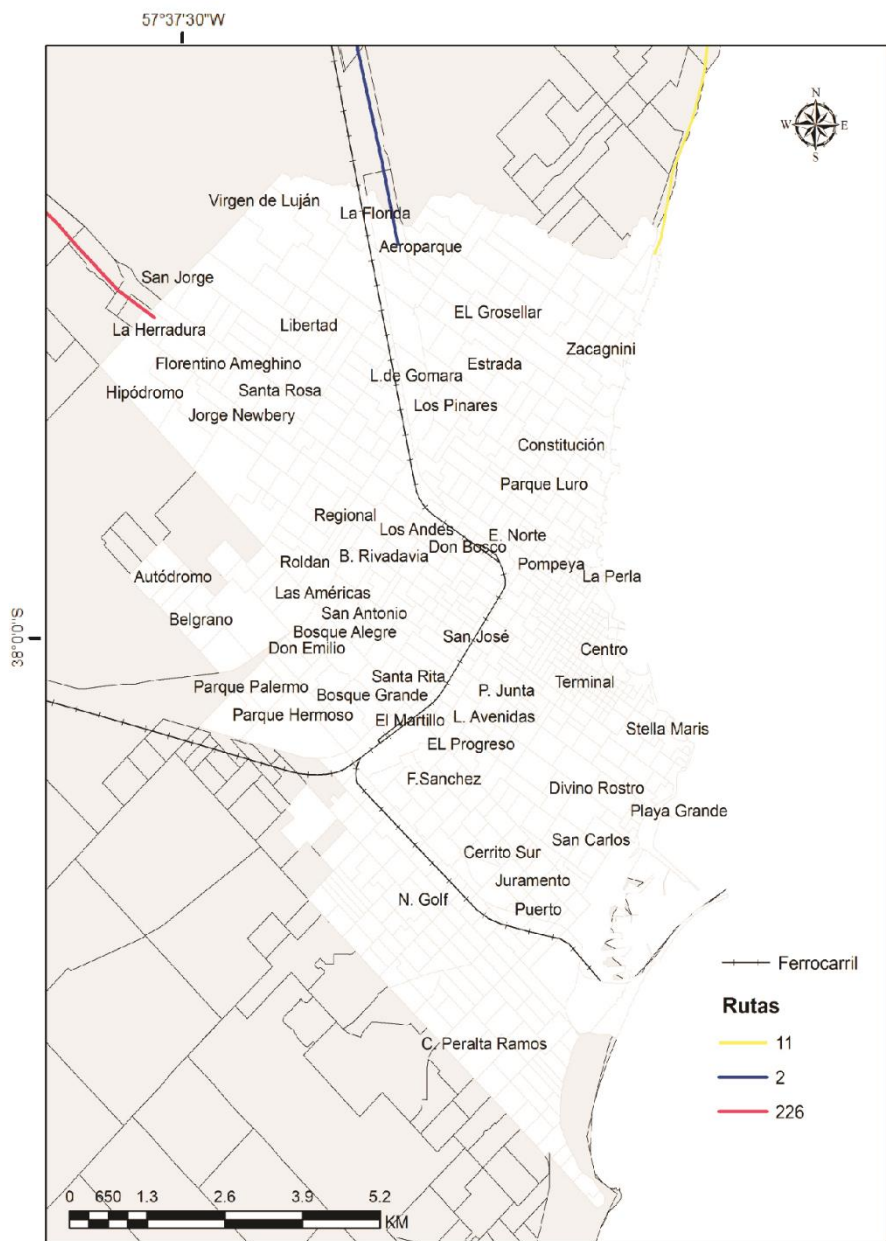 57°37'30"W
N
W E
S
Virgen de Luján
La Florida
Aeroparque
San Jorge
La Herradura
Libertad
EL Grosellar
Zacagnini
Florentino Ameghino
Estrada
L.de Gomara
Hipódromo
Santa Rosa
Los Pinares
Jorge Newbery
Constitución
Parque Luro
Regional
Los Andes
E. Norte
Don Bosco
B. Rivadavia
Roldan
Pompeya
La Perla
Autódromo
Las Américas
San Antonio
Belgrano
Bosque Alegre
San José
38°0'0"S
Don Emilio
Centro
Santa Rita
Terminal
Parque Palermo
Bosque Grande
P. Junta
Parque Hermoso
El Martillo
L. Avenidas
Stella Maris
EL Progreso
F.Sanchez
Divino Rostro
Playa Grande
San Carlos
Cerrito Sur
Juramento
N. Golf
Puerto
Ferrocarril
Rutas
11
C. Peralta Ramos
2
226
0 650 1.3 2.6 3.9 5.2
KM